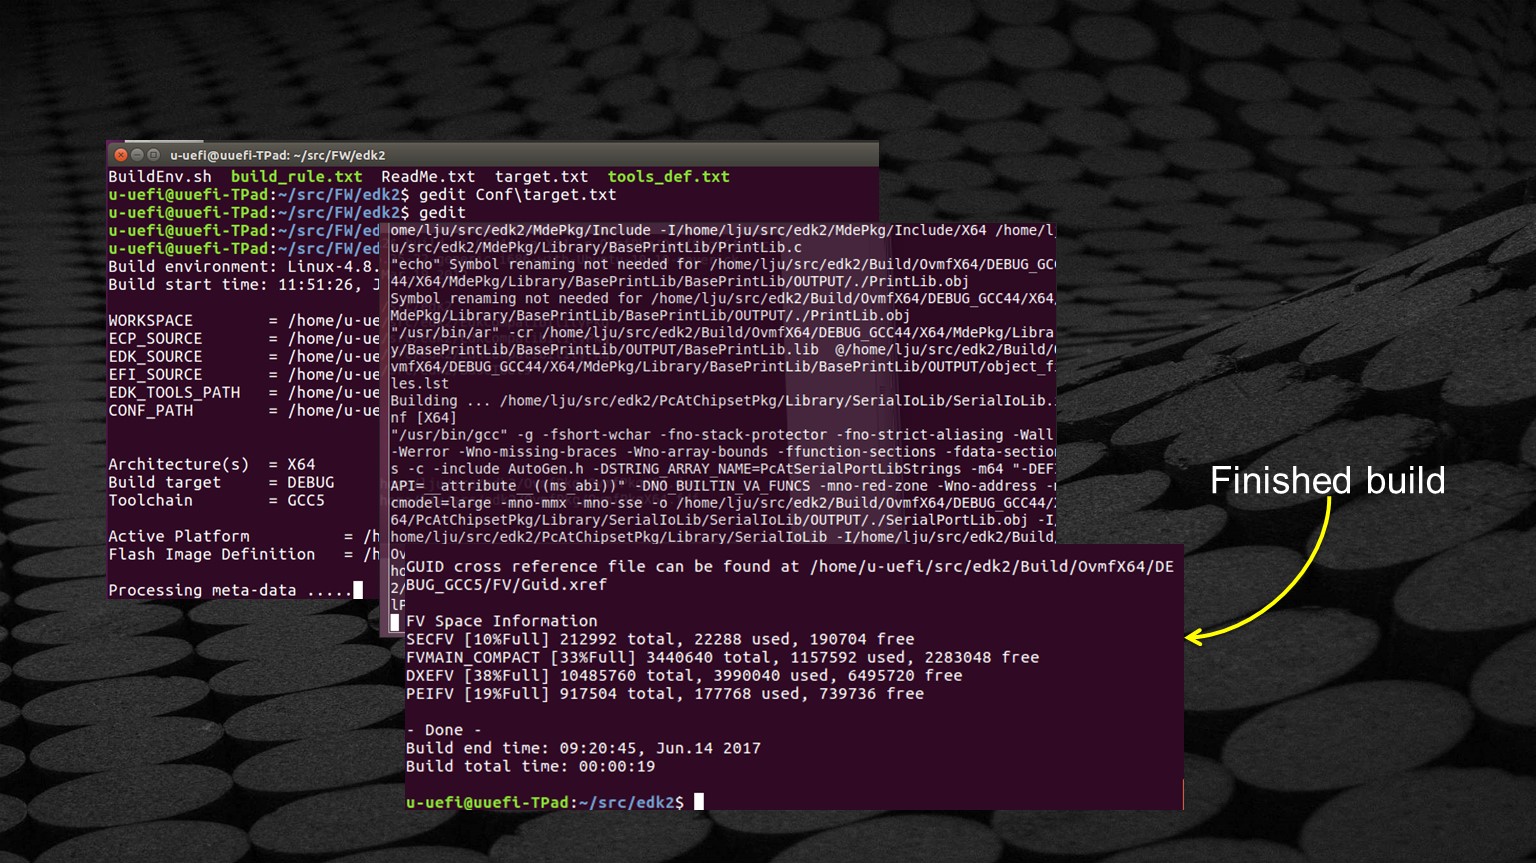 u-uefi@uuefi-TPad: ~/src/FW/edk2
BuildEnv.sh build_rule.txt ReadMe.txt target.txt tools_def.txt
u-uefi@uuefi-TPad:~/src/FW/edk2$ gedit Conf\target.txt
u-uefi@uuefi-TPad:~/src/FW/edk2$ gedit
u-uefi@uuefi-TPad:~/src/FW/ed
u-uefi@uuefi-TPad:~/src/FW/ed
Build environment: Linux-4.8.
Build start time: 11:51:26, J
WORKSPACE = /home/u-ue
ECP_SOURCE = /home/u-ue
EDK_SOURCE = /home/u-ue
EFI_SOURCE = /home/u-ue
EDK_TOOLS_PATH = /home/u-ue
CONF_PATH = /home/u-ue
Architecture(s) = X64
Build target = DEBUG
Toolchain = GCC5
Active Platform = /h
Flash Image Definition = /h
Processing meta-data .....
ome/lju/src/edk2/MdePkg/Include -I/home/lju/src/edk2/MdePkg/Include/X64 /home/l
u/src/edk2/MdePkg/Library/BasePrintLib/PrintLib.c
"echo" Symbol renaming not needed for /home/lju/src/edk2/Build/OvmfX64/DEBUG_GC
44/X64/MdePkg/Library/BasePrintLib/BasePrintLib/OUTPUT/./PrintLib.obj
Symbol renaming not needed for /home/lju/src/edk2/Build/OvmfX64/DEBUG_GCC44/X64
MdePkg/Library/BasePrintLib/BasePrintLib/OUTPUT/./PrintLib.obj
"/usr/bin/ar" -cr /home/lju/src/edk2/Build/OvmfX64/DEBUG_GCC44/X64/MdePkg/Libra
y/BasePrintLib/BasePrintLib/OUTPUT/BasePrintLib.lib @/home/lju/src/edk2/Build/
vmfX64/DEBUG_GCC44/X64/MdePkg/Library/BasePrintLib/BasePrintLib/OUTPUT/object_f
les.lst
Building ... /home/lju/src/edk2/PcAtChipsetPkg/Library/SerialIoLib/SerialIoLib.
nf [X64]
"/usr/bin/gcc" -g -fshort-wchar -fno-stack-protector -fno-strict-aliasing -Wall
-Werror -Wno-missing-braces -Wno-array-bounds -ffunction-sections -fdata-section
s -c -include AutoGen.h -DSTRING_ARRAY_NAME=PcAtSerialPortLibStrings -m64 "-DEF
API=__attribute__((ms_abi))" -DNO_BUILTIN_VA_FUNCS -mno-red-zone -Wno-address -
cmodel=large -mno-mmx -mno-sse -o /home/lju/src/edk2/Build/OvmfX64/DEBUG_GCC44/
64/PcAtChipsetPkg/Library/SerialIoLib/SerialIoLib/OUTPUT/./SerialPortLib.obj -I
home/lju/src/edk2/PcAtChipsetPkg/Library/SerialIoLib -I/home/lju/src/edk2/Build
Ov
ho
2/
lP
GUID cross reference file can be found at /home/u-uefi/src/edk2/Build/OvmfX64/DE
BUG_GCC5/FV/Guid.xref
FV Space Information
SECFV [10%Full] 212992 total, 22288 used, 190704 free
FVMAIN_COMPACT [33%Full] 3440640 total, 1157592 used, 2283048 free
DXEFV [38%Full] 10485760 total, 3990040 used, 6495720 free
PEIFV [19%Full] 917504 total, 177768 used, 739736 free
- Done -
Build end time: 09:20:45, Jun.14 2017
Build total time: 00:00:19
u-uefi@uuefi-TPad:~/src/edk2$
Finished build